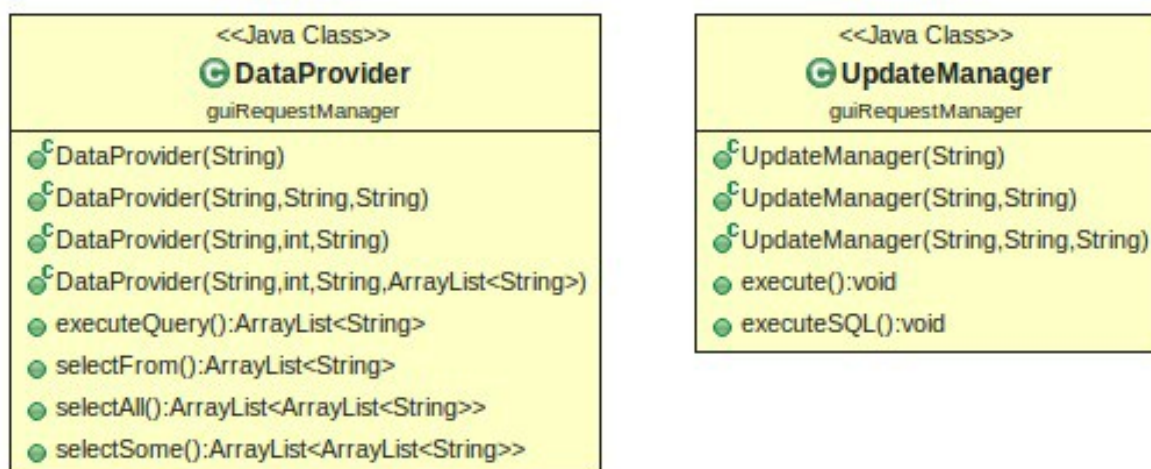 <<Java Class>>
DataProvider
guiRequestManager
DataProvider(String)
DataProvider(String,String,String)
DataProvider(String,int,String)
DataProvider(String,int,String,ArrayList<String>)
executeQuery():ArrayList<String>
selectFrom():ArrayList<String>
selectAll():ArrayList<ArrayList<String>>
selectSome():ArrayList<ArrayList<String>>
<<Java Class>>
UpdateManager
guiRequestManager
UpdateManager(String)
UpdateManager(String,String)
UpdateManager(String,String,String)
execute():void
executeSQL():void